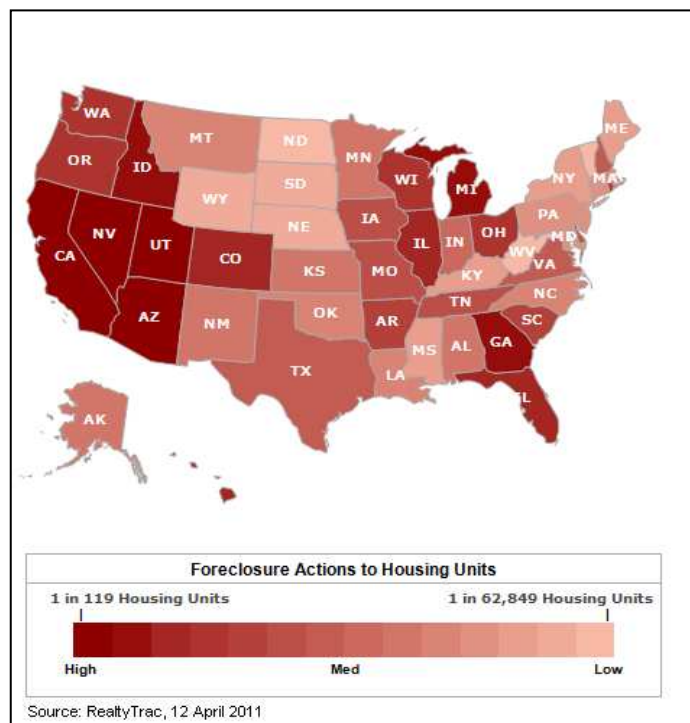 WA
ME
MT
ND
MN
OR
ID
WI
MI
NY
MA
SD
WY
PA
IA
NE
NV
IL
IN
OH
MD
UT
CO
WV
VA
CA
KS
MO
KY
NC
TN
AZ
OK
AR
SC
NM
MS
AL
GA
LA
TX
FL
AK
Foreclosure Actions to Housing Units
1 in 119 Housing Units 1 in 62,849 Housing Units
High Med Low
Source: RealtyTrac, 12 April 2011